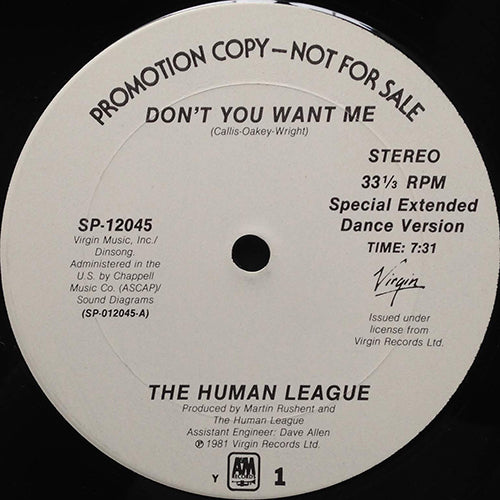 PROMOTION COPY—NOT FOR SALE
DON'T YOU WANT ME
(Callis-Oakey-Wright)
STEREO
33⅓ RPM
Special Extended
Dance Version
TIME: 7:31
Virgin
Issued under
license from
Virgin Records Ltd.
SP-12045
Virgin Music, Inc./
Dinsong.
Administered in the
U.S. by Chappell
Music Co. (ASCAP)/
Sound Diagrams
(SP-012045-A)
THE HUMAN LEAGUE
Produced by Martin Rushent and
The Human League
Assistant Engineer: Dave Allen
℗ 1981 Virgin Records Ltd.
Y
A&M
RECORDS
1